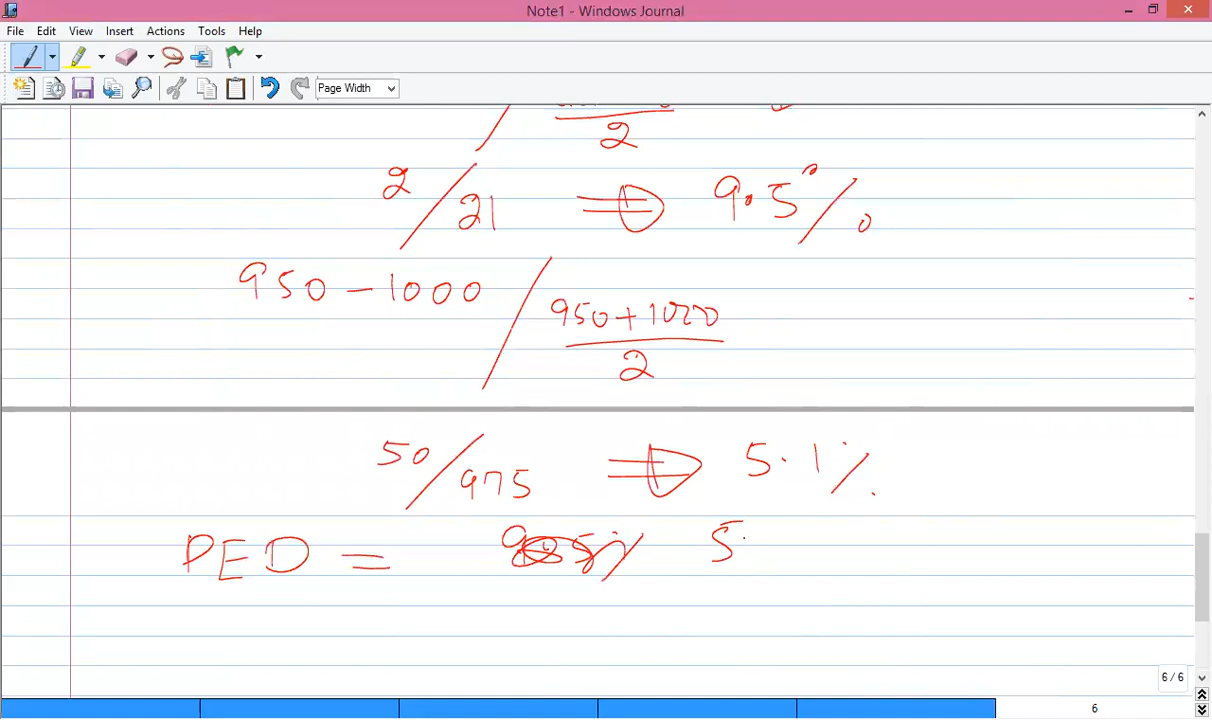 Note1 - Windows Journal
File Edit View Insert Actions Tools Help
Page Width
2
2/21 ⇒ 9.5%
950 - 1000 / 950 + 1000
2
50/975 ⇒ 5.1%
PED = 5.
6 / 6
6